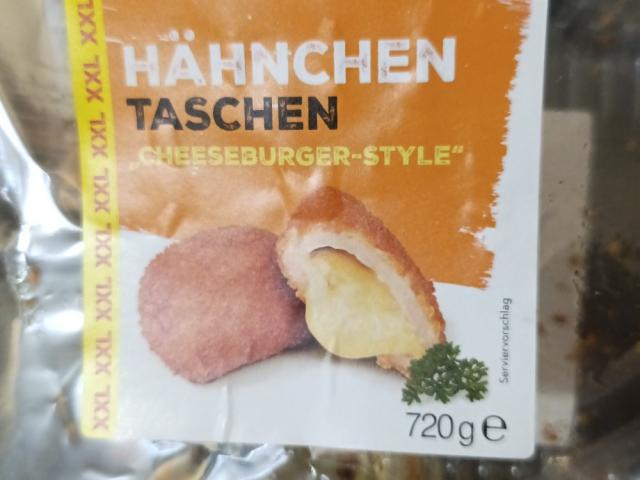 HÄHNCHEN
TASCHEN
„CHEESEBURGER-STYLE“
XXL XXL XXL XXL XXL XXL XXL
Serviervorschlag
720g e